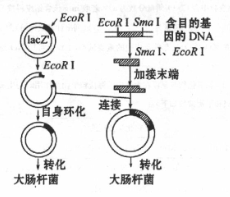 EcoR I
lacZ'
EcoR I
自身环化
转化
大肠杆菌
EcoR I Sma I 含目的基
因的DNA
Sma I、EcoR I
加接末端
连接
转化
大肠杆菌